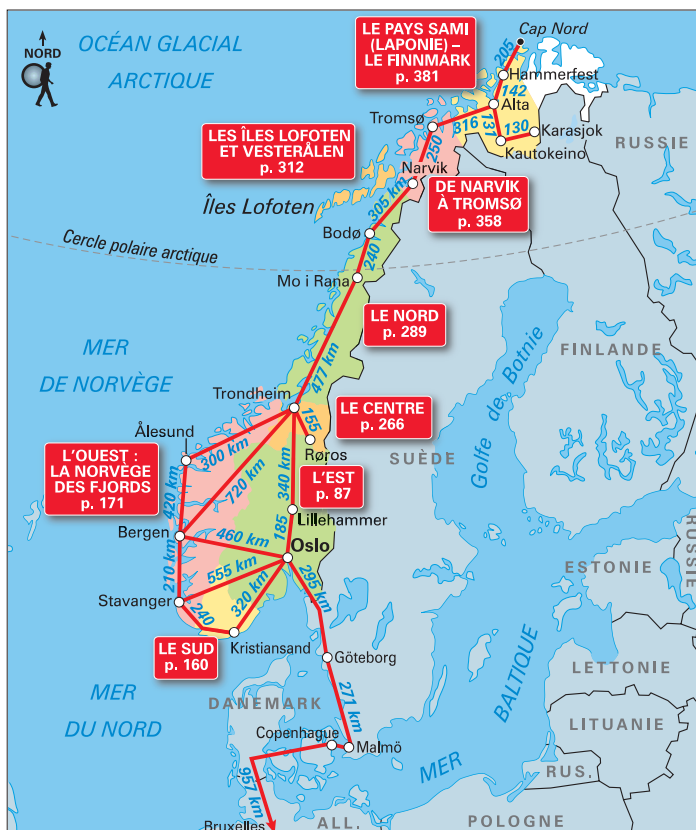 NORD
OCÉAN GLACIAL
ARCTIQUE
LE PAYS SAMI
(LAPONIE) –
LE FINNMARK
p. 381
Cap Nord
205
Hammerfest
142
Alta
Tromsø
316
131
130
Karasjok
Kautokeino
RUSSIE
LES ÎLES LOFOTEN
ET VESTERÅLEN
p. 312
250
Narvik
DE NARVIK
À TROMSØ
p. 358
Îles Lofoten
305 km
Bodø
Cercle polaire arctique
240
Mo i Rana
LE NORD
p. 289
MER
DE NORVÈGE
477 km
FINLANDE
Golfe de Botnie
Trondheim
155
LE CENTRE
p. 266
Ålesund
300 km
Røros
L'OUEST :
LA NORVÈGE
DES FJORDS
p. 171
720 km
340 km
L'EST
p. 87
SUÈDE
420 km
Lillehammer
185
Bergen
460 km
Oslo
RUSSIE
210 km
555 km
295 km
ESTONIE
Stavanger
240
320 km
LE SUD
p. 160
Kristiansand
Göteborg
LETTONIE
MER
DU NORD
DANEMARK
271 km
MER
BALTIQUE
LITUANIE
Copenhague
Malmö
RUS.
957 km
Bruxelles
ALL.
POLOGNE